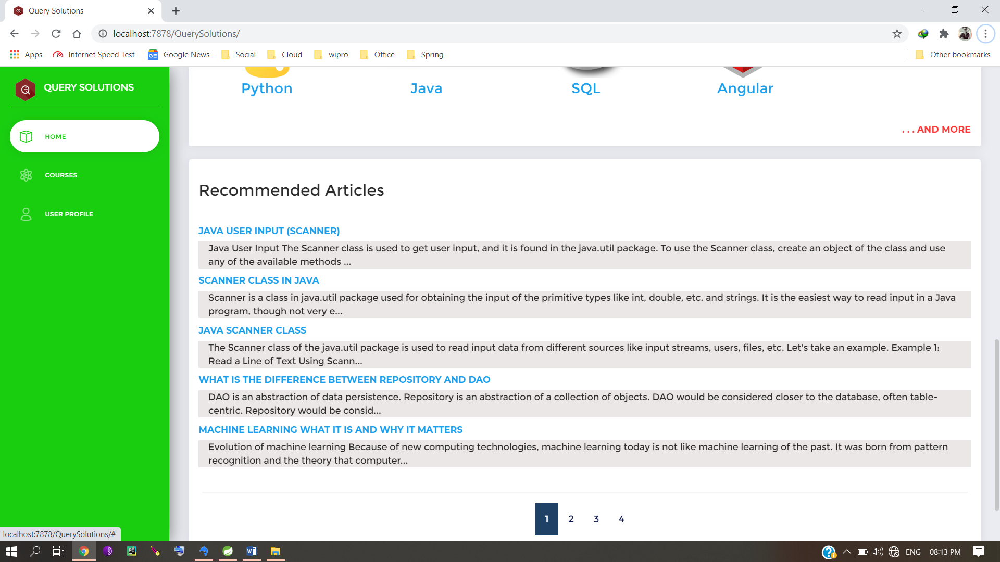 Query Solutions
localhost:7878/QuerySolutions/
Apps Internet Speed Test Google News Social Cloud wipro Office Spring Other bookmarks
QUERY SOLUTIONS
HOME
COURSES
USER PROFILE
Python Java SQL Angular
. . . AND MORE
Recommended Articles
JAVA USER INPUT (SCANNER)
Java User Input The Scanner class is used to get user input, and it is found in the java.util package. To use the Scanner class, create an object of the class and use
any of the available methods ...
SCANNER CLASS IN JAVA
Scanner is a class in java.util package used for obtaining the input of the primitive types like int, double, etc. and strings. It is the easiest way to read input in a Java
program, though not very e...
JAVA SCANNER CLASS
The Scanner class of the java.util package is used to read input data from different sources like input streams, users, files, etc. Let's take an example. Example 1:
Read a Line of Text Using Scann...
WHAT IS THE DIFFERENCE BETWEEN REPOSITORY AND DAO
DAO is an abstraction of data persistence. Repository is an abstraction of a collection of objects. DAO would be considered closer to the database, often table-
centric. Repository would be consid...
MACHINE LEARNING WHAT IT IS AND WHY IT MATTERS
Evolution of machine learning Because of new computing technologies, machine learning today is not like machine learning of the past. It was born from pattern
recognition and the theory that computer...
1 2 3 4
localhost:7878/QuerySolutions/#
ENG 08:13 PM